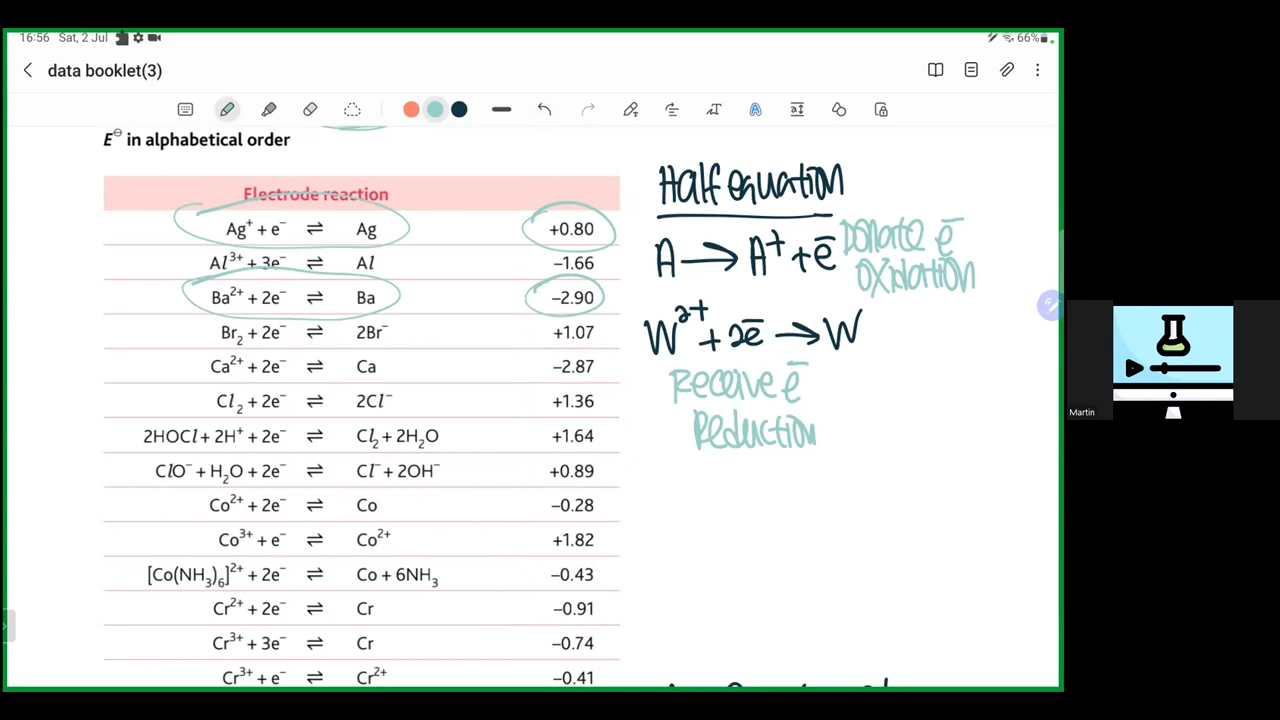 16:56 Sat, 2 Jul 66%
data booklet(3)
E⊖ in alphabetical order
Electrode reaction
Ag⁺ + e⁻ ⇌ Ag +0.80
Al³⁺ + 3e⁻ ⇌ Al −1.66
Ba²⁺ + 2e⁻ ⇌ Ba −2.90
Br₂ + 2e⁻ ⇌ 2Br⁻ +1.07
Ca²⁺ + 2e⁻ ⇌ Ca −2.87
Cl₂ + 2e⁻ ⇌ 2Cl⁻ +1.36
2HOCl + 2H⁺ + 2e⁻ ⇌ Cl₂ + 2H₂O +1.64
ClO⁻ + H₂O + 2e⁻ ⇌ Cl⁻ + 2OH⁻ +0.89
Co²⁺ + 2e⁻ ⇌ Co −0.28
Co³⁺ + e⁻ ⇌ Co²⁺ +1.82
[Co(NH₃)₆]²⁺ + 2e⁻ ⇌ Co + 6NH₃ −0.43
Cr²⁺ + 2e⁻ ⇌ Cr −0.91
Cr³⁺ + 3e⁻ ⇌ Cr −0.74
Cr³⁺ + e⁻ ⇌ Cr²⁺ −0.41
Half equation
A → A⁺ + e⁻ Donate e⁻
Oxidation
W²⁺ + 2e⁻ → W
Receive e⁻
Reduction
Martin